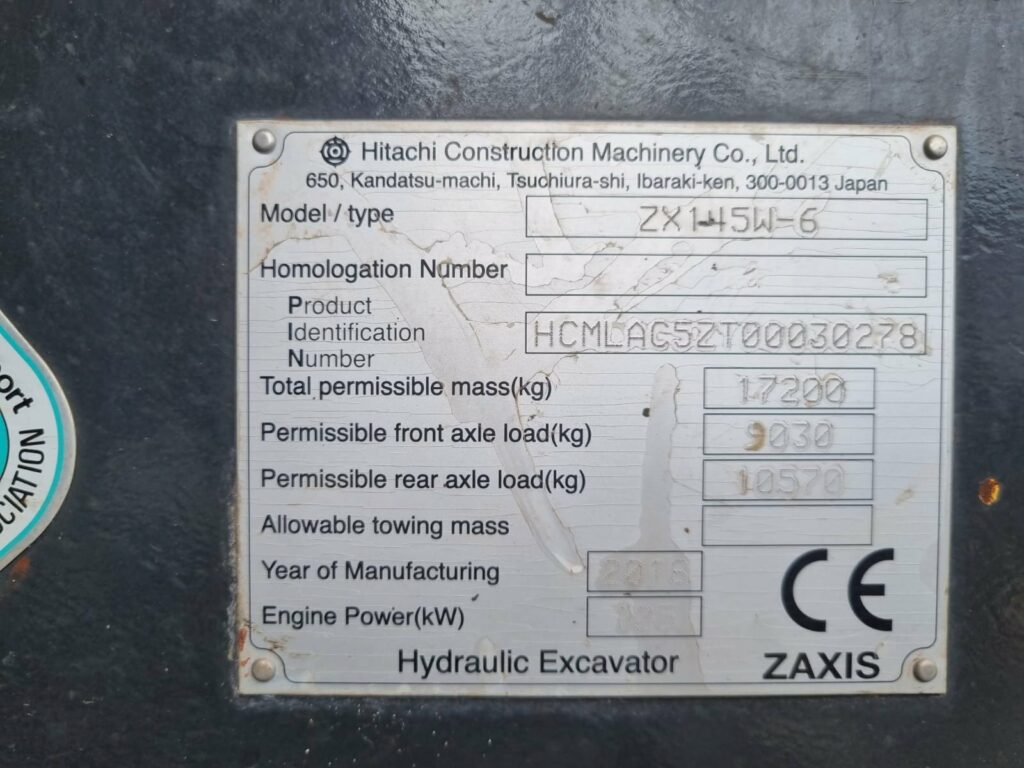 Hitachi Construction Machinery Co., Ltd.
650, Kandatsu-machi, Tsuchiura-shi, Ibaraki-ken, 300-0013 Japan
Model / type ZX145W-6
Homologation Number
Product
Identification
Number
HCMLAC5ZT00030278
Total permissible mass(kg) 17200
Permissible front axle load(kg) 9030
Permissible rear axle load(kg) 10570
Allowable towing mass
Year of Manufacturing 2018
Engine Power(kW)
CE
Hydraulic Excavator ZAXIS